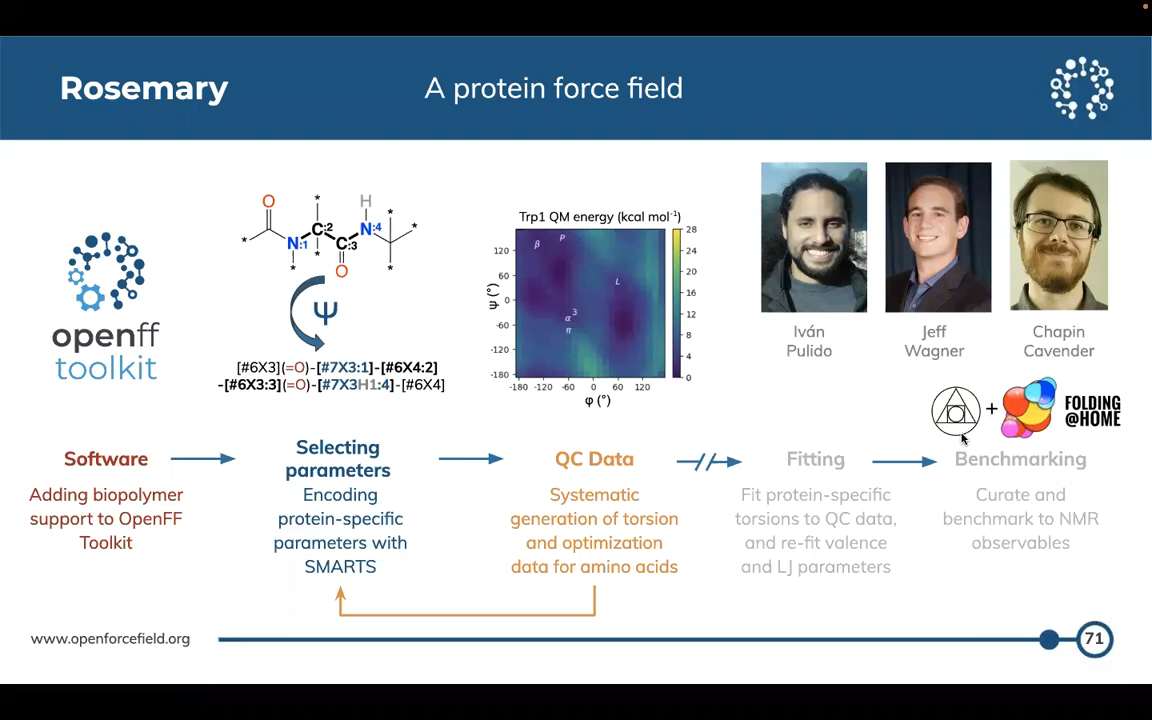 Rosemary
A protein force field
openff
toolkit
O
*
H
*
*
*
N:1
C:2
C:3
N:4
*
*
*
O
Ψ
[#6X3](=O)-[#7X3:1]-[#6X4:2]
-[#6X3:3](=O)-[#7X3H1:4]-[#6X4]
Trp1 QM energy (kcal mol⁻¹)
β
P
L
α
3
π
120
60
0
-60
-120
-180
ψ (°)
-180 -120 -60 0 60 120
φ (°)
28
24
20
16
12
8
4
0
Iván
Pulido
Jeff
Wagner
Chapin
Cavender
+
FOLDING
@HOME
Software
Adding biopolymer
support to OpenFF
Toolkit
Selecting
parameters
Encoding
protein-specific
parameters with
SMARTS
QC Data
Systematic
generation of torsion
and optimization
data for amino acids
Fitting
Fit protein-specific
torsions to QC data,
and re-fit valence
and LJ parameters
Benchmarking
Curate and
benchmark to NMR
observables
www.openforcefield.org
71